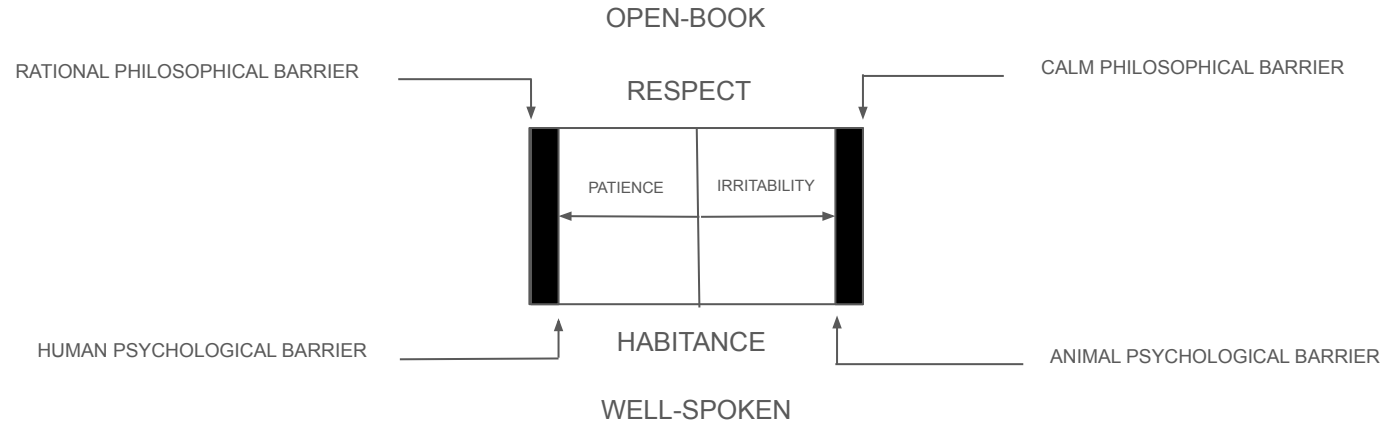 OPEN-BOOK
RATIONAL PHILOSOPHICAL BARRIER
CALM PHILOSOPHICAL BARRIER
RESPECT
PATIENCE
IRRITABILITY
HABITANCE
HUMAN PSYCHOLOGICAL BARRIER
ANIMAL PSYCHOLOGICAL BARRIER
WELL-SPOKEN